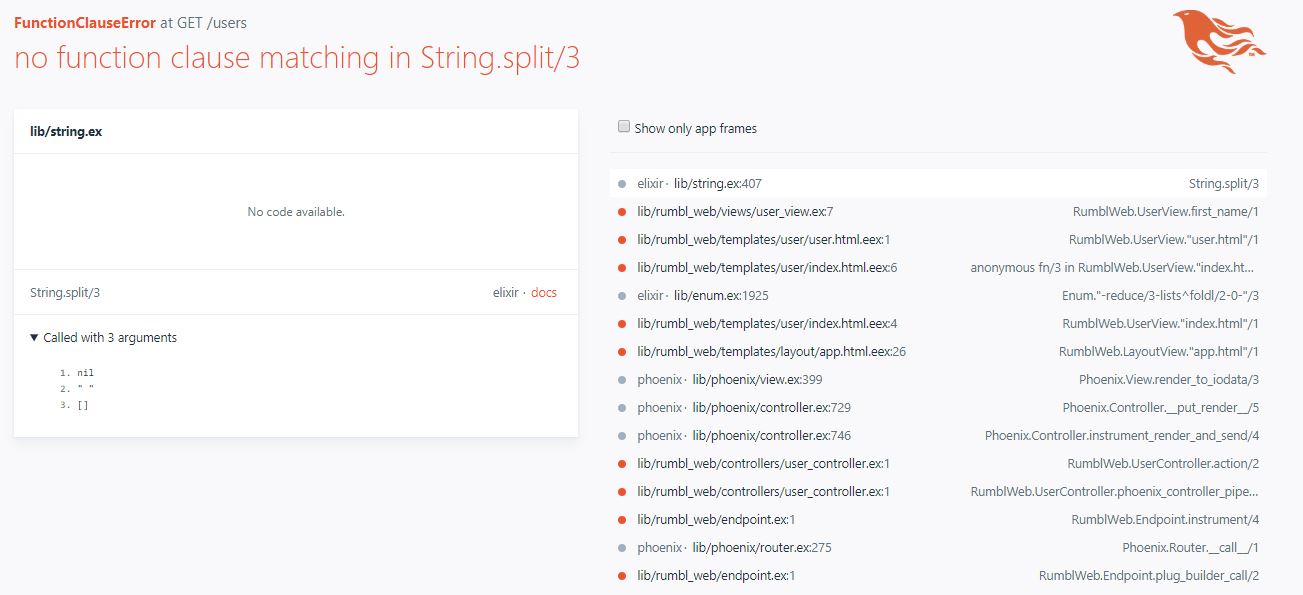 FunctionClauseError at GET /users
no function clause matching in String.split/3
lib/string.ex
No code available.
String.split/3 elixir · docs
▼ Called with 3 arguments
1. nil
2. " "
3. []
Show only app frames
elixir · lib/string.ex:407 String.split/3
lib/rumbl_web/views/user_view.ex:7 RumblWeb.UserView.first_name/1
lib/rumbl_web/templates/user/user.html.eex:1 RumblWeb.UserView."user.html"/1
lib/rumbl_web/templates/user/index.html.eex:6 anonymous fn/3 in RumblWeb.UserView."index.ht...
elixir · lib/enum.ex:1925 Enum."-reduce/3-lists^foldl/2-0-"/3
lib/rumbl_web/templates/user/index.html.eex:4 RumblWeb.UserView."index.html"/1
lib/rumbl_web/templates/layout/app.html.eex:26 RumblWeb.LayoutView."app.html"/1
phoenix · lib/phoenix/view.ex:399 Phoenix.View.render_to_iodata/3
phoenix · lib/phoenix/controller.ex:729 Phoenix.Controller.__put_render__/5
phoenix · lib/phoenix/controller.ex:746 Phoenix.Controller.instrument_render_and_send/4
lib/rumbl_web/controllers/user_controller.ex:1 RumblWeb.UserController.action/2
lib/rumbl_web/controllers/user_controller.ex:1 RumblWeb.UserController.phoenix_controller_pipe...
lib/rumbl_web/endpoint.ex:1 RumblWeb.Endpoint.instrument/4
phoenix · lib/phoenix/router.ex:275 Phoenix.Router.__call__/1
lib/rumbl_web/endpoint.ex:1 RumblWeb.Endpoint.plug_builder_call/2